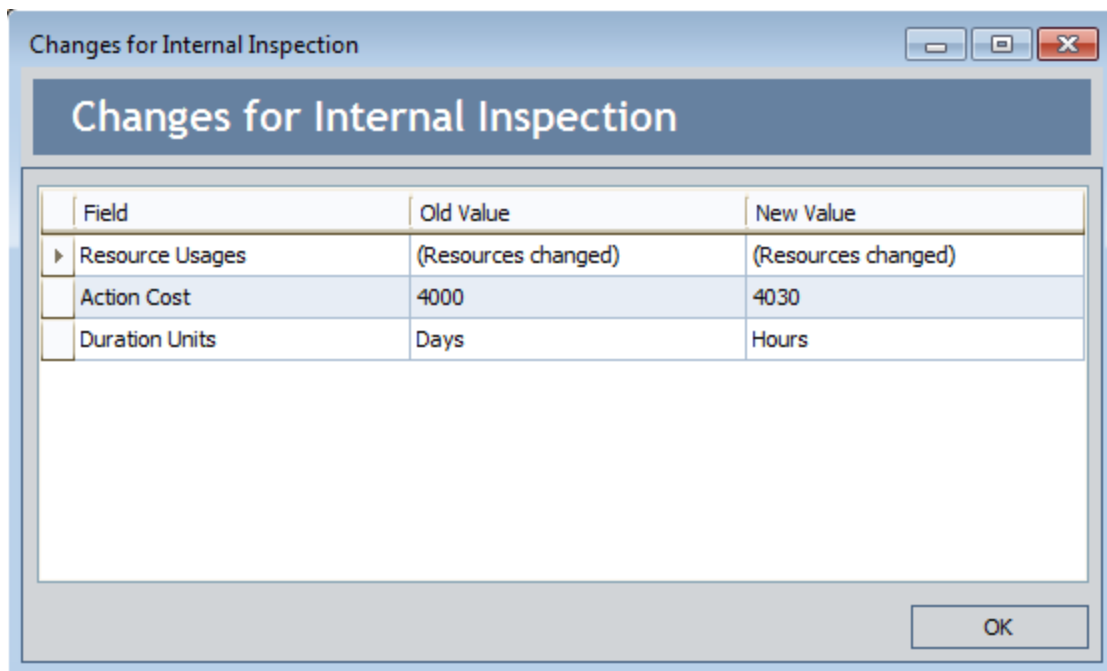 Changes for Internal Inspection
Changes for Internal Inspection
Field Old Value New Value
Resource Usages (Resources changed) (Resources changed)
Action Cost 4000 4030
Duration Units Days Hours
OK